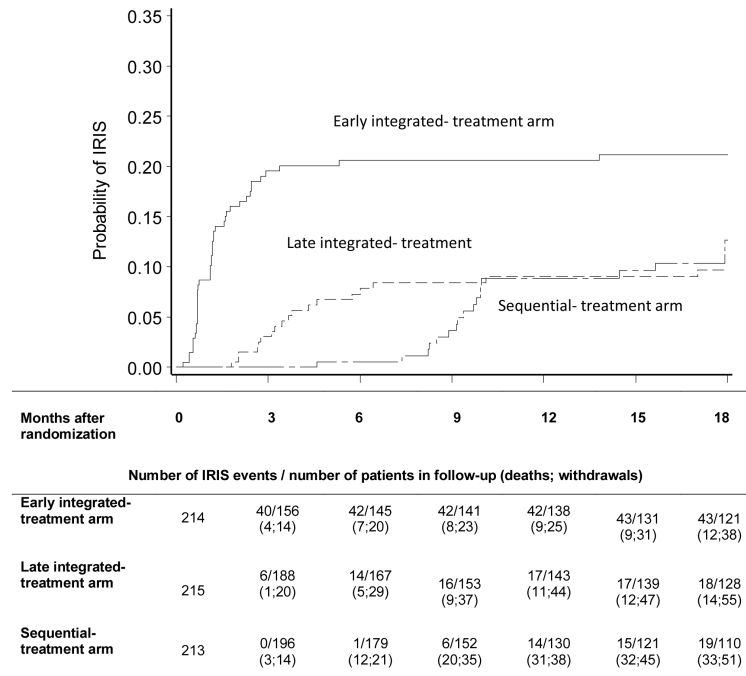 0.35
0.30
0.25
0.20
0.15
0.10
0.05
0.00
Probability of IRIS
Early integrated- treatment arm
Late integrated- treatment
Sequential- treatment arm
Months after randomization 0 3 6 9 12 15 18
Number of IRIS events / number of patients in follow-up (deaths; withdrawals)
Early integrated-
treatment arm
214 40/156 42/145 42/141 42/138 43/131 43/121
(4;14) (7;20) (8;23) (9;25) (9;31) (12;38)
Late integrated-
treatment arm
215 6/188 14/167 16/153 17/143 17/139 18/128
(1;20) (5;29) (9;37) (11;44) (12;47) (14;55)
Sequential-
treatment arm
213 0/196 1/179 6/152 14/130 15/121 19/110
(3;14) (12;21) (20;35) (31;38) (32;45) (33;51)